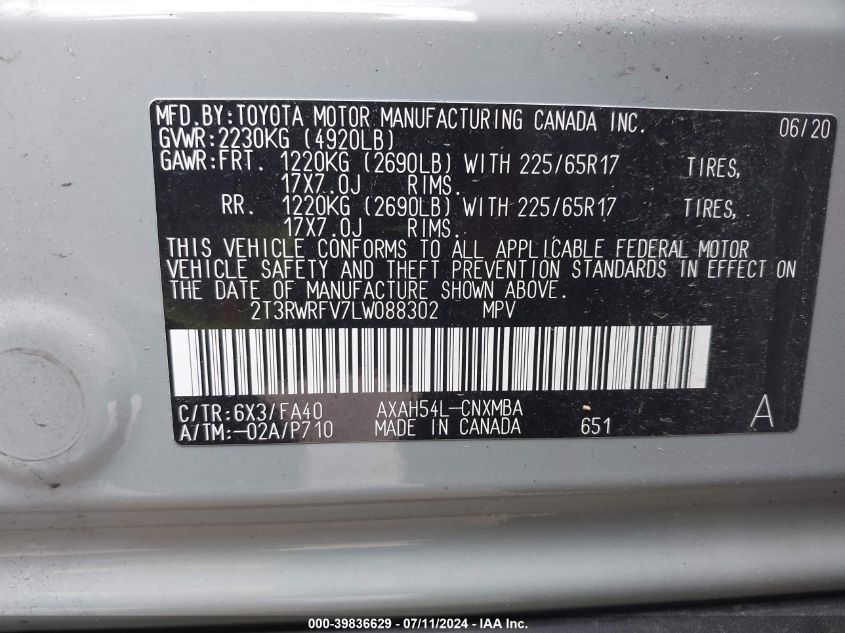 MFD.BY:TOYOTA MOTOR MANUFACTURING CANADA INC. 06/20
GVWR:2230KG (4920LB)
GAWR:FRT. 1220KG (2690LB) WITH 225/65R17 TIRES,
17X7.0J RIMS.
RR. 1220KG (2690LB) WITH 225/65R17 TIRES,
17X7.0J RIMS.
THIS VEHICLE CONFORMS TO ALL APPLICABLE FEDERAL MOTOR
VEHICLE SAFETY AND THEFT PREVENTION STANDARDS IN EFFECT ON
THE DATE OF MANUFACTURE SHOWN ABOVE.
2T3RWRFV7LW088302 MPV
C/TR:6X3/FA40 AXAH54L-CNXMBA A
A/TM:-02A/P710 MADE IN CANADA 651
000-39836629 - 07/11/2024 - IAA Inc.